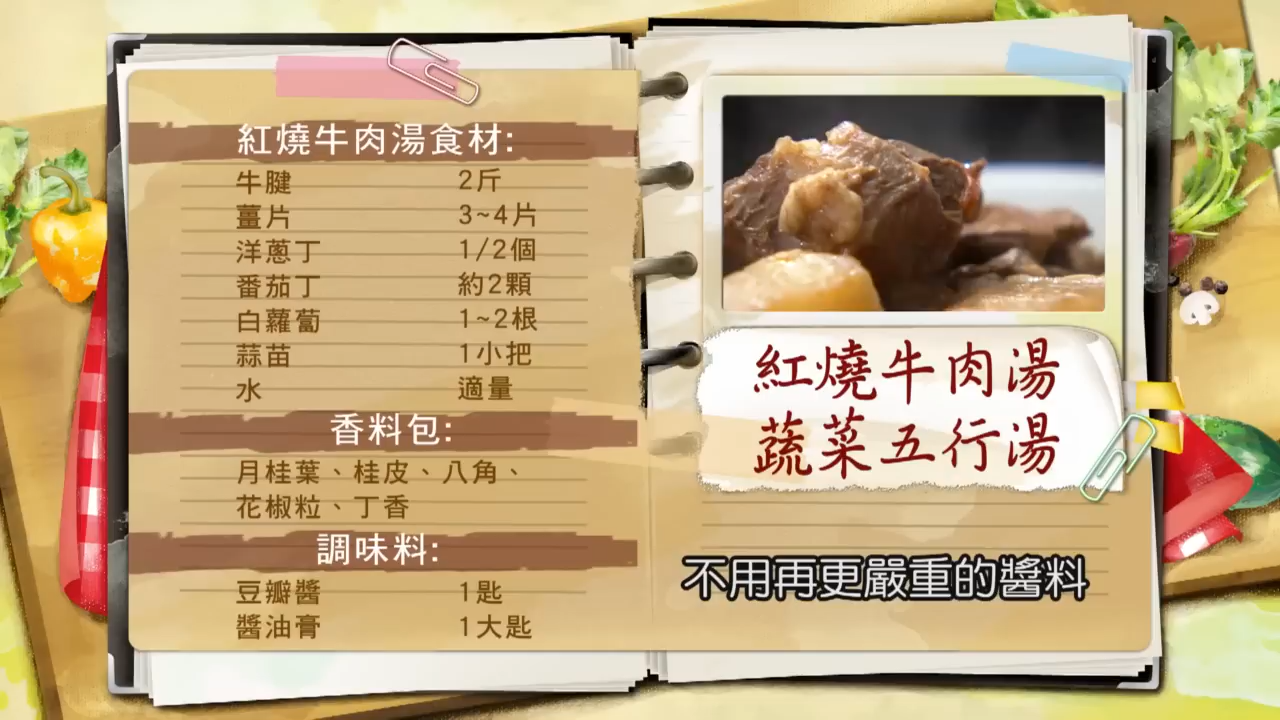 紅燒牛肉湯食材:
牛腱 2斤
薑片 3~4片
洋蔥丁 1/2個
番茄丁 約2顆
白蘿蔔 1~2根
蒜苗 1小把
水 適量
香料包:
月桂葉、桂皮、八角、
花椒粒、丁香
調味料:
豆瓣醬 1匙
醬油膏 1大匙
紅燒牛肉湯
蔬菜五行湯
不用再更嚴重的醬料